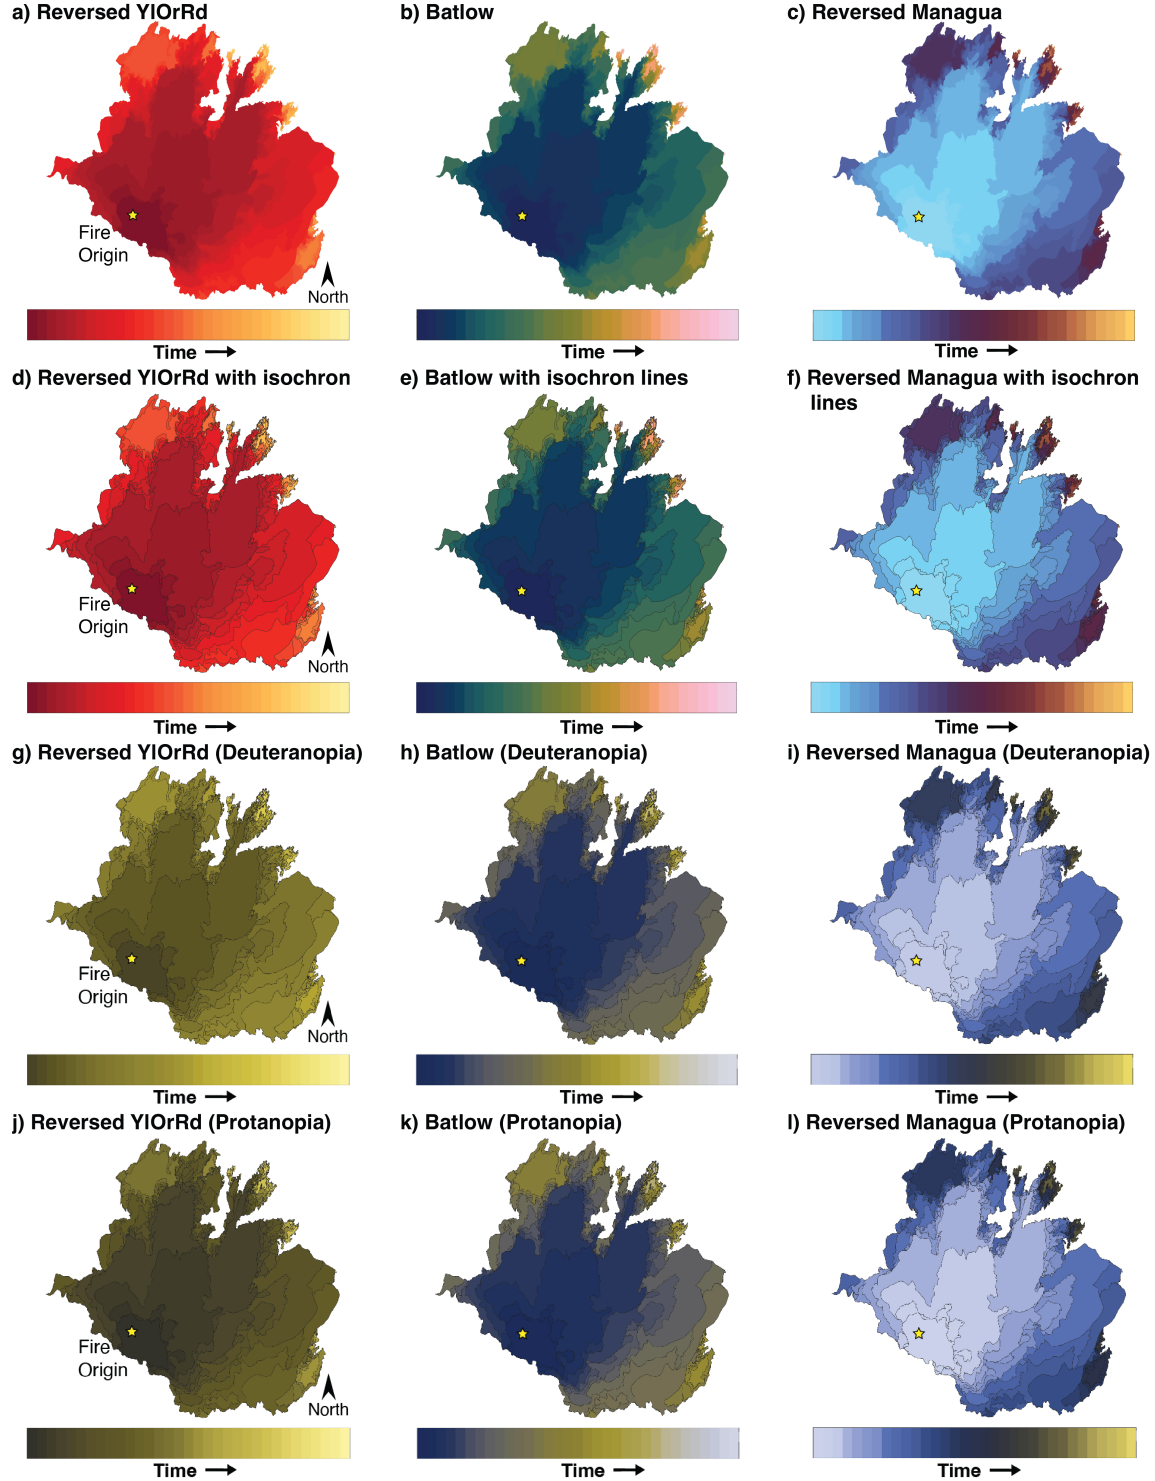 a) Reversed YlOrRd
b) Batlow
c) Reversed Managua
Fire
Origin
North
Time
Time
Time
d) Reversed YlOrRd with isochron
e) Batlow with isochron lines
f) Reversed Managua with isochron
lines
Fire
Origin
North
Time
Time
Time
g) Reversed YlOrRd (Deuteranopia)
h) Batlow (Deuteranopia)
i) Reversed Managua (Deuteranopia)
Fire
Origin
North
Time
Time
Time
j) Reversed YlOrRd (Protanopia)
k) Batlow (Protanopia)
l) Reversed Managua (Protanopia)
Fire
Origin
North
Time
Time
Time